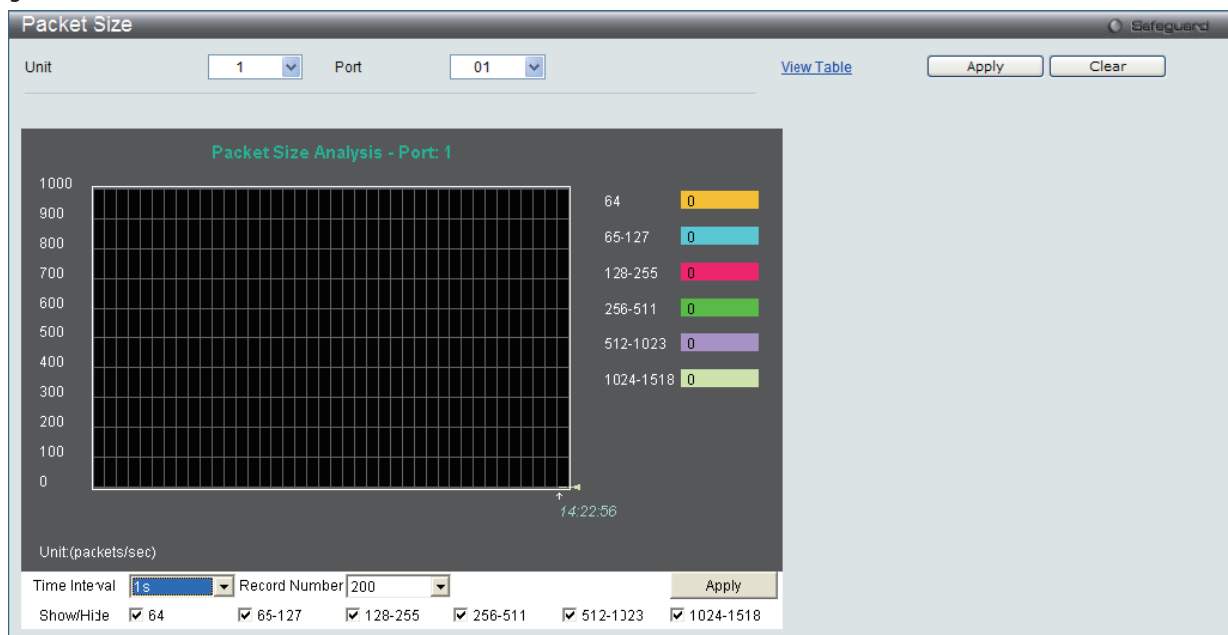 Packet Size
Safeguard
Unit 1 Port 01 View Table Apply Clear
Packet Size Analysis - Port: 1
1000
900
800
700
600
500
400
300
200
100
0
64 0
65-127 0
128-255 0
256-511 0
512-1023 0
1024-1518 0
14:22:56
Unit:(packets/sec)
Time Interval 1s Record Number 200 Apply
Show/Hide 64 65-127 128-255 256-511 512-1023 1024-1518